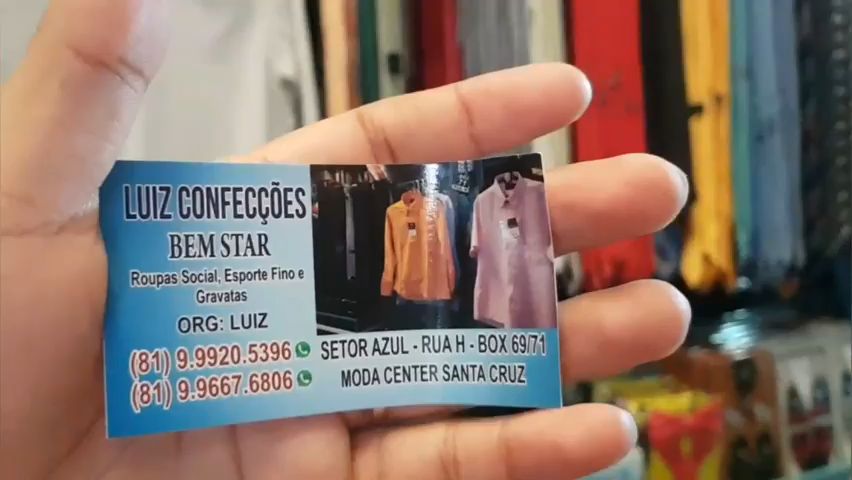 LUIZ CONFECÇÕES
BEM STAR
ROUPAS SOCIAL, ESPORTE FINO E
GRAVATAS
ORG: LUIZ
(81) 9.9920.5396
(81) 9.9667.6806
SETOR AZUL - RUA H - BOX 69/71
MODA CENTER SANTA CRUZ